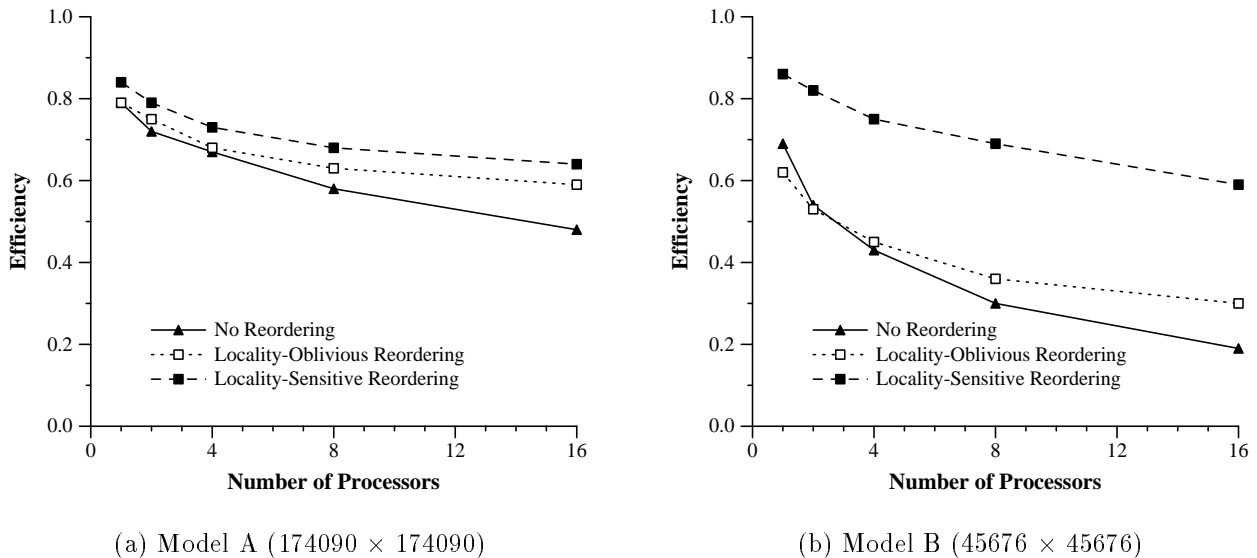 1.0
0.8
0.6
0.4
0.2
0.0
Efficiency
No Reordering
Locality-Oblivious Reordering
Locality-Sensitive Reordering
0 4 8 12 16
Number of Processors
(a) Model A (174090 × 174090)
1.0
0.8
0.6
0.4
0.2
0.0
Efficiency
No Reordering
Locality-Oblivious Reordering
Locality-Sensitive Reordering
0 4 8 12 16
Number of Processors
(b) Model B (45676 × 45676)